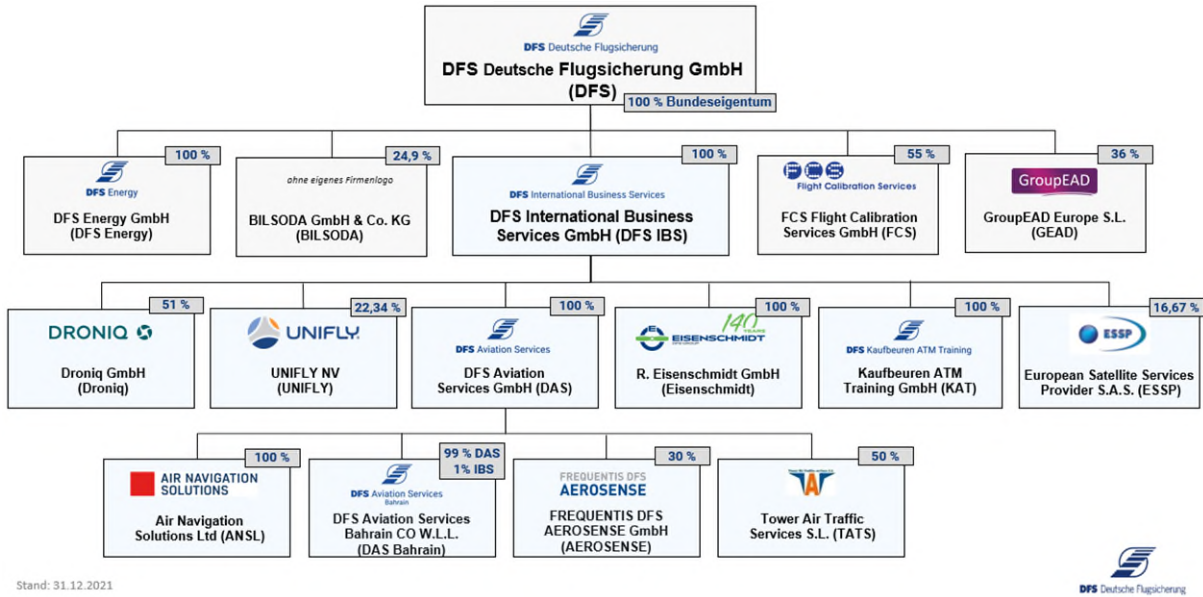 DFS Deutsche Flugsicherung
DFS Deutsche Flugsicherung GmbH
(DFS)
100 % Bundeseigentum
100 %
DFS Energy
DFS Energy GmbH
(DFS Energy)
24,9 %
ohne eigenes Firmenlogo
BILSODA GmbH & Co. KG
(BILSODA)
100 %
DFS International Business Services
DFS International Business
Services GmbH (DFS IBS)
55 %
FCS
Flight Calibration Services
FCS Flight Calibration
Services GmbH (FCS)
36 %
GroupEAD
GroupEAD Europe S.L.
(GEAD)
51 %
DRONIQ
Droniq GmbH
(Droniq)
22,34 %
UNIFLY
UNIFLY NV
(UNIFLY)
100 %
DFS Aviation Services
DFS Aviation
Services GmbH (DAS)
100 %
140
YEARS
EISENSCHMIDT
DFS GROUP
R. Eisenschmidt GmbH
(Eisenschmidt)
100 %
DFS Kaufbeuren ATM Training
Kaufbeuren ATM
Training GmbH (KAT)
16,67 %
ESSP
European Satellite Services
Provider S.A.S. (ESSP)
100 %
AIR NAVIGATION
SOLUTIONS
Air Navigation
Solutions Ltd (ANSL)
99 % DAS
1% IBS
DFS Aviation Services
Bahrain
DFS Aviation Services
Bahrain CO W.L.L.
(DAS Bahrain)
30 %
FREQUENTIS DFS
AEROSENSE
FREQUENTIS DFS
AEROSENSE GmbH
(AEROSENSE)
50 %
Tower Air Traffic
Services S.L. (TATS)
Stand: 31.12.2021
DFS Deutsche Flugsicherung